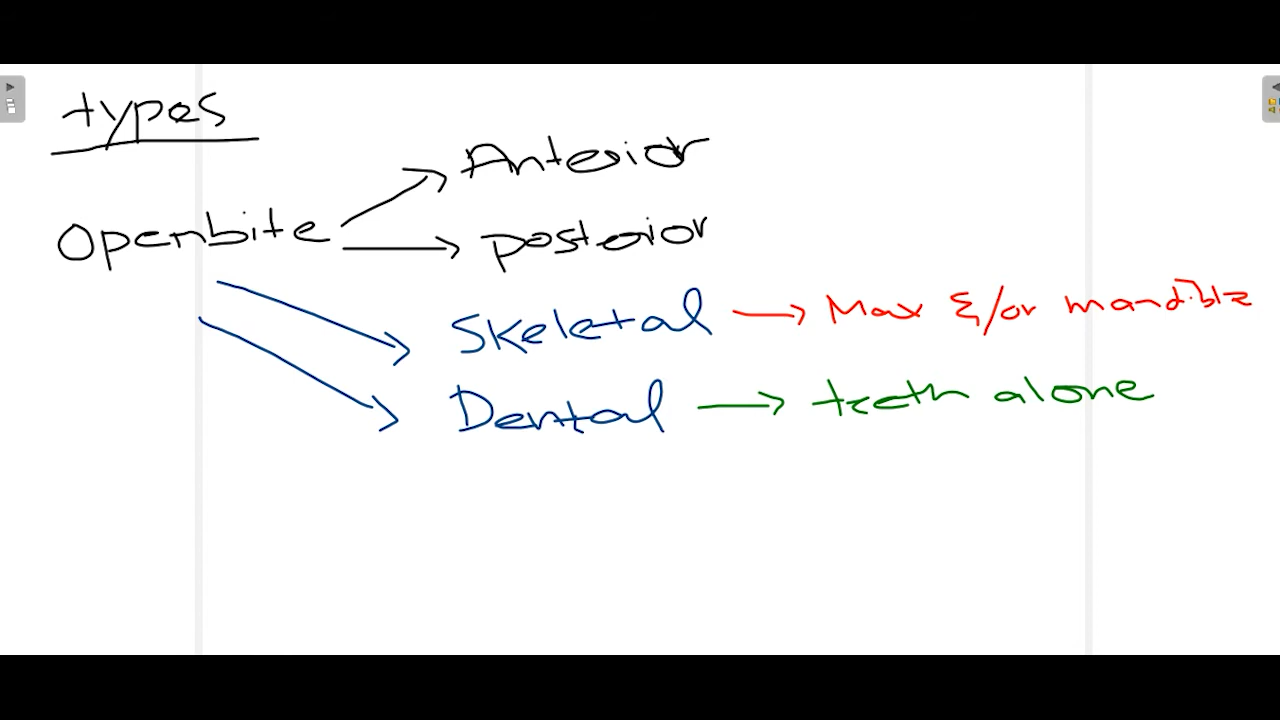 types
Openbite → Anterior
→ posterior
→ Skeletal → Max &/or mandible
→ Dental → teeth alone